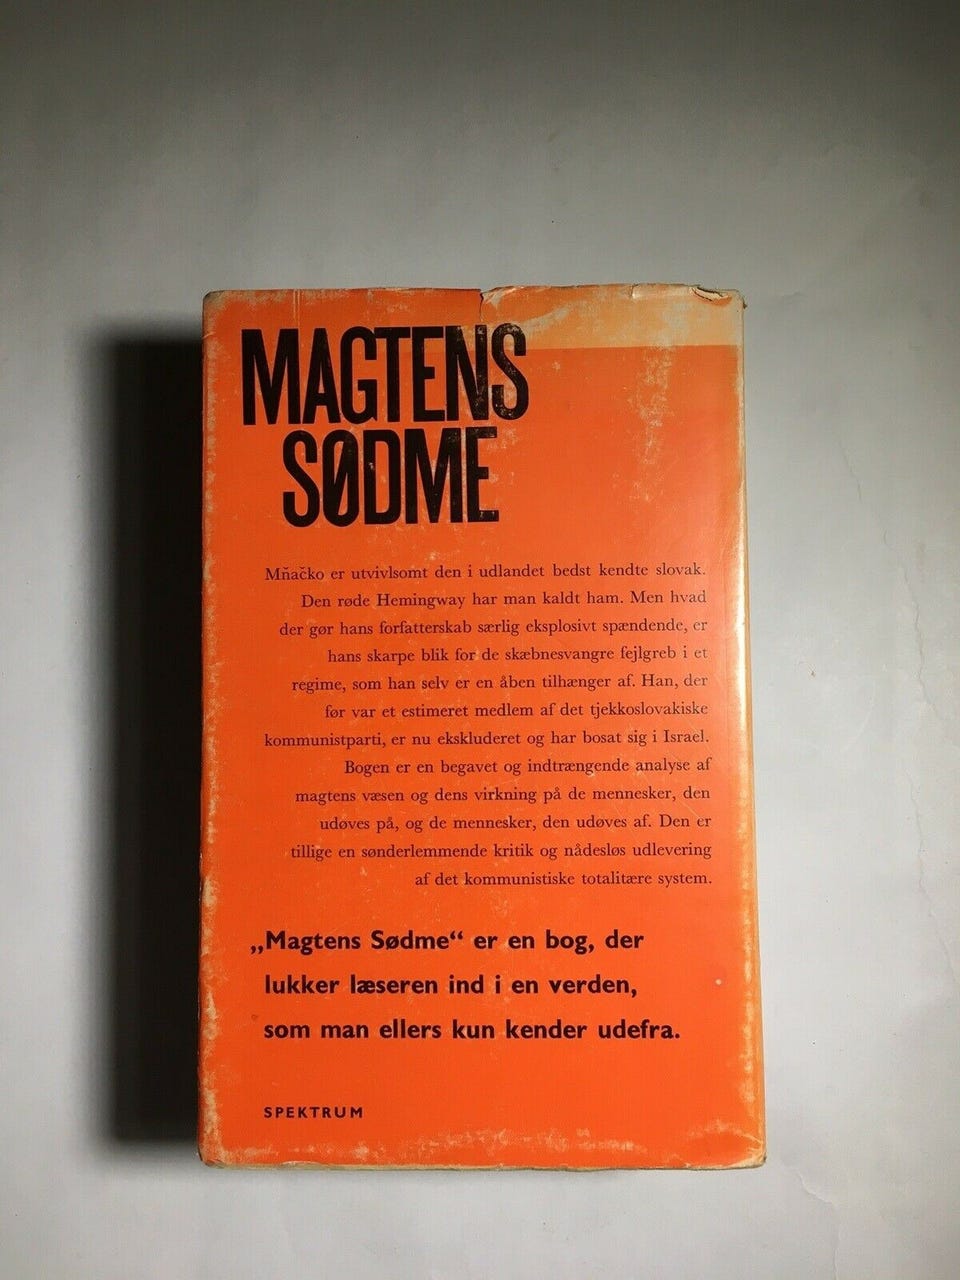 MAGTENS
SØDME
Mňačko er utvivlsomt den i udlandet bedst kendte slovak.
Den røde Hemingway har man kaldt ham. Men hvad
der gør hans forfatterskab særlig eksplosivt spændende, er
hans skarpe blik for de skæbnesvangre fejlgreb i et
regime, som han selv er en åben tilhænger af. Han, der
før var et estimeret medlem af det tjekkoslovakiske
kommunistparti, er nu ekskluderet og har bosat sig i Israel.
Bogen er en begavet og indtrængende analyse af
magtens væsen og dens virkning på de mennesker, den
udøves på, og de mennesker, den udøves af. Den er
tillige en sønderlemmende kritik og nådesløs udlevering
af det kommunistiske totalitære system.
„Magtens Sødme“ er en bog, der
lukker læseren ind i en verden,
som man ellers kun kender udefra.
SPEKTRUM